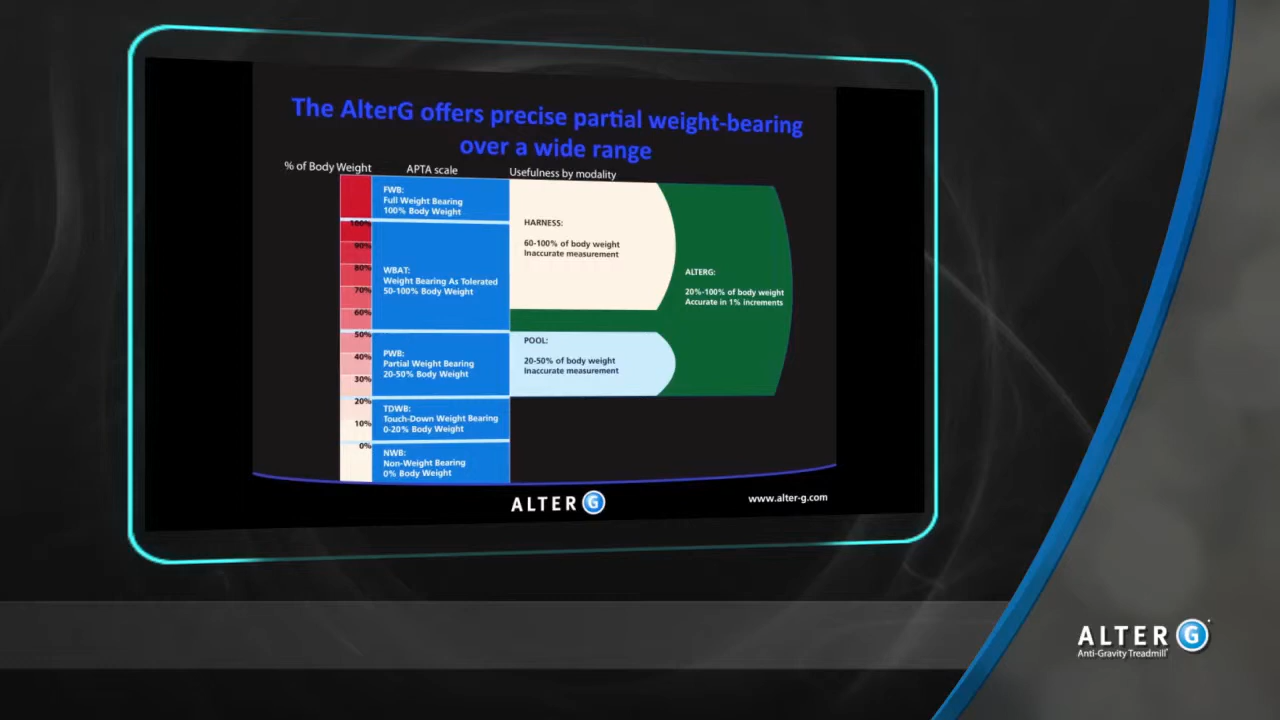 The AlterG offers precise partial weight-bearing
over a wide range
% of Body Weight
APTA scale
Usefulness by modality
100%
90%
80%
70%
60%
50%
40%
30%
20%
10%
0%
FWB:
Full Weight Bearing
100% Body Weight
WBAT:
Weight Bearing As Tolerated
50-100% Body Weight
PWB:
Partial Weight Bearing
20-50% Body Weight
TDWB:
Touch-Down Weight Bearing
0-20% Body Weight
NWB:
Non-Weight Bearing
0% Body Weight
HARNESS:
60-100% of body weight
Inaccurate measurement
POOL:
20-50% of body weight
Inaccurate measurement
ALTERG:
20%-100% of body weight
Accurate in 1% increments
ALTER G
www.alter-g.com
ALTER G
Anti-Gravity Treadmill